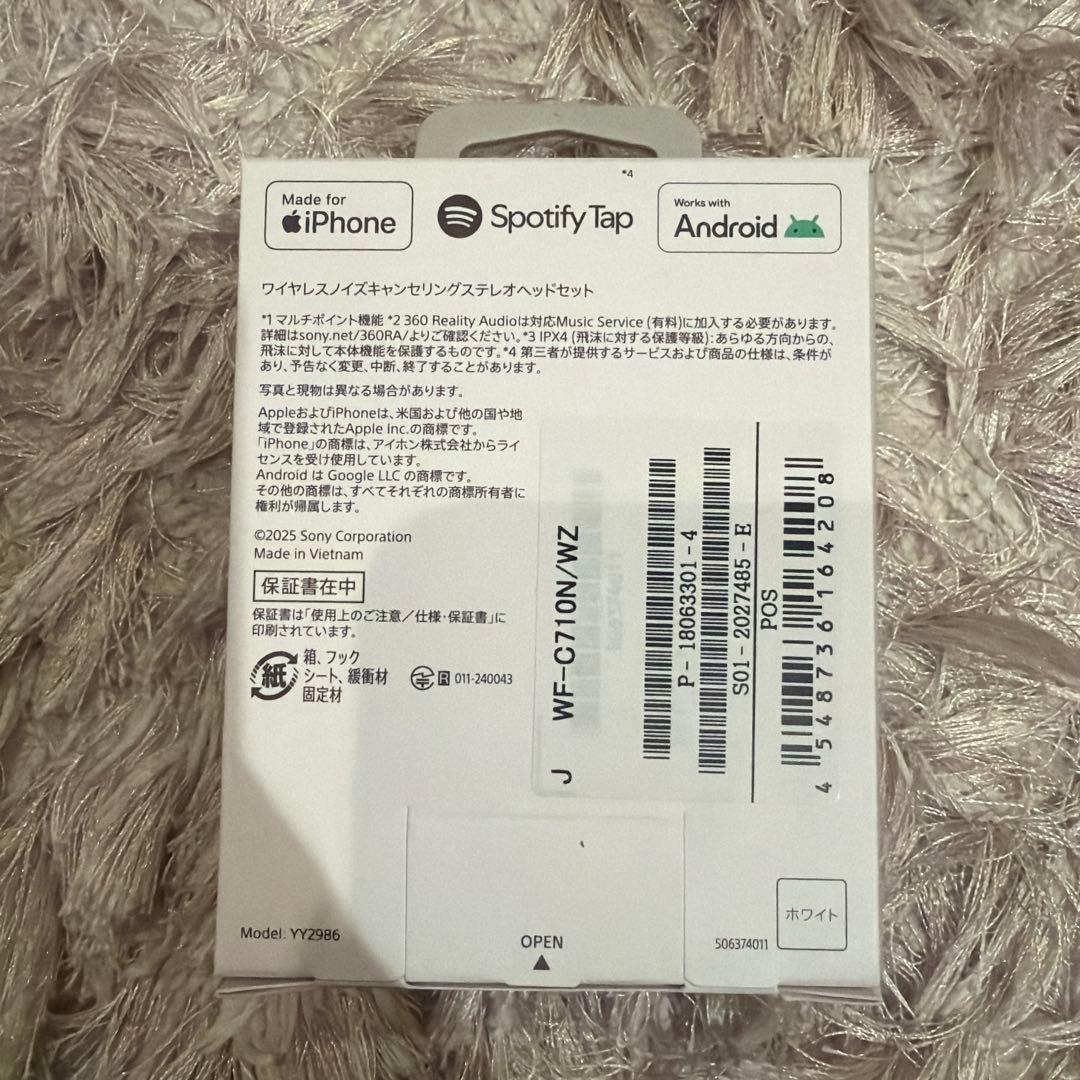 *4
Made for
iPhone
Spotify Tap
Works with
Android
ワイヤレスノイズキャンセリングステレオヘッドセット
*1 マルチポイント機能 *2 360 Reality Audioは対応Music Service (有料)に加入する必要があります。
詳細はsony.net/360RA/よりご確認ください。*3 IPX4 (飛沫に対する保護等級): あらゆる方向からの、
飛沫に対して本体機能を保護するものです。*4 第三者が提供するサービスおよび商品の仕様は、条件が
あり、予告なく変更、中断、終了することがあります。
写真と現物は異なる場合があります。
AppleおよびiPhoneは、米国および他の国や地
域で登録されたApple Inc.の商標です。
「iPhone」の商標は、アイホン株式会社からライ
センスを受け使用しています。
Android は Google LLC の商標です。
その他の商標は、すべてそれぞれの商標所有者に
権利が帰属します。
©2025 Sony Corporation
Made in Vietnam
保証書在中
保証書は「使用上のご注意/仕様・保証書」に
印刷されています。
紙
箱、フック
シート、緩衝材
固定材
R 011-240043
J WF-C710N/WZ
P-18063301-4
S01-2027485-E
POS
4 548736 164208
Model: YY2986
OPEN
506374011
ホワイト